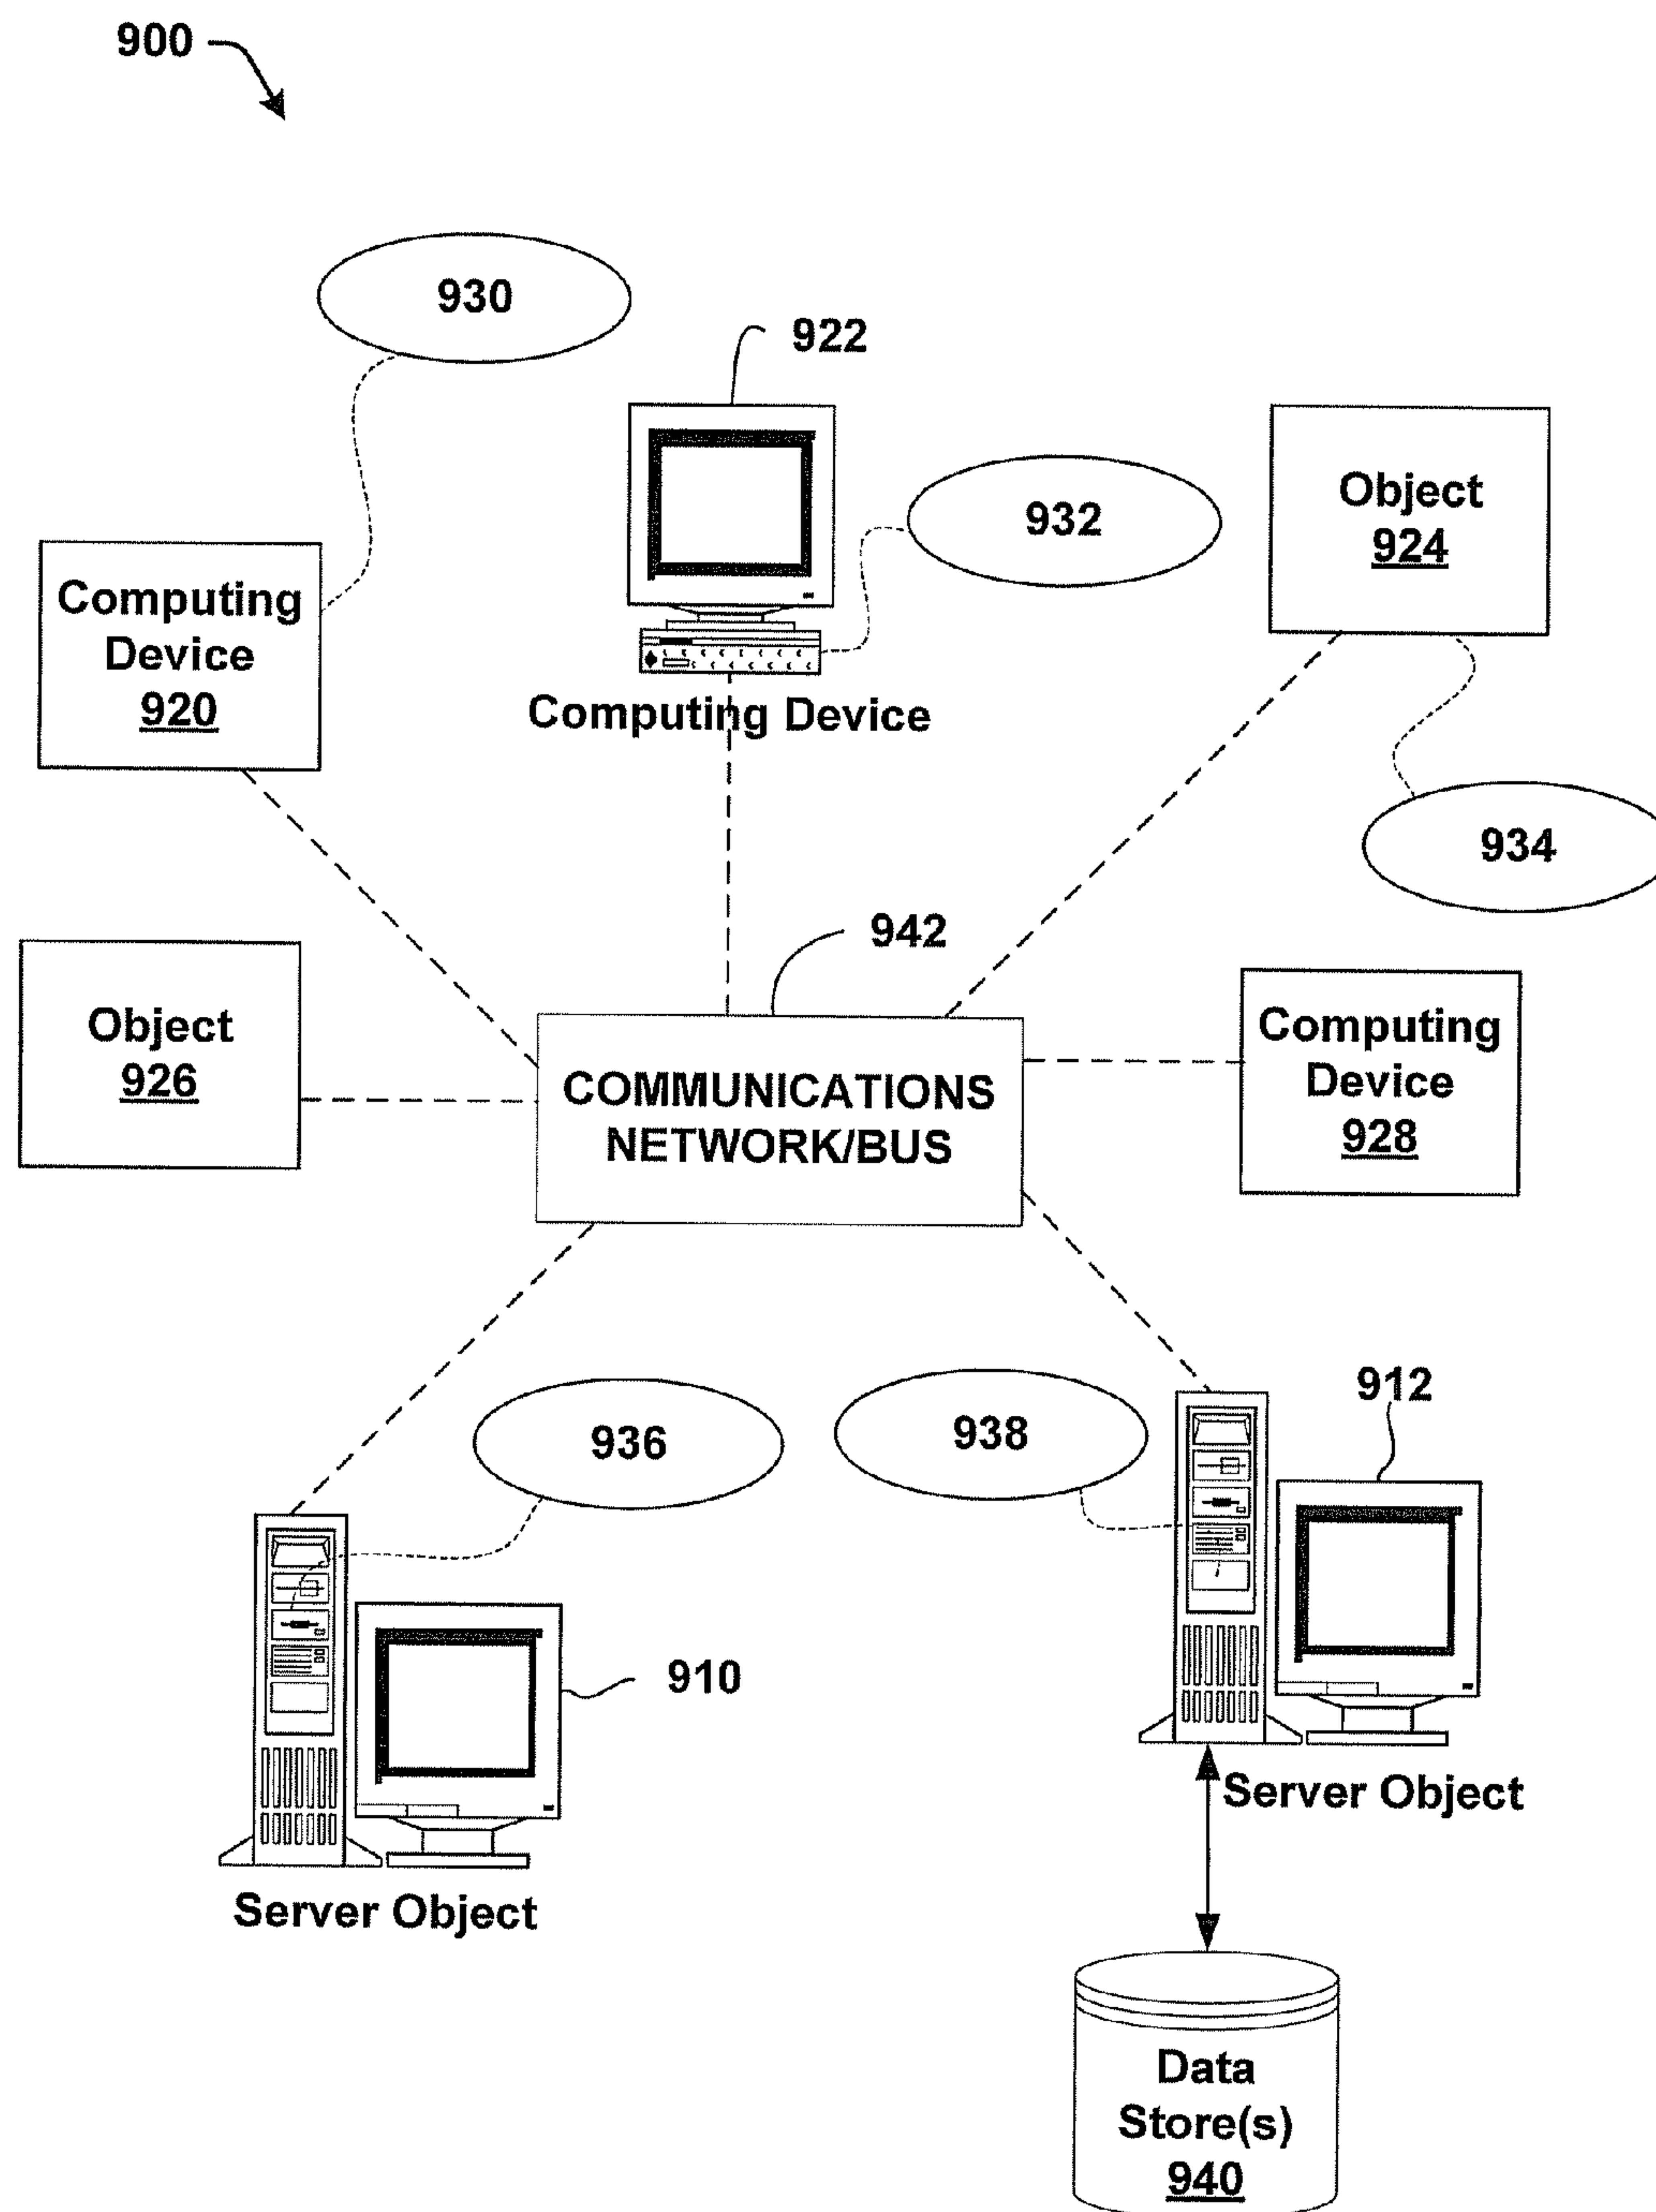 900
930
922
932
Object
924
Computing
Device
920
Computing Device
934
942
Object
926
Computing
Device
928
COMMUNICATIONS
NETWORK/BUS
936
938
912
910
Server Object
Server Object
Data
Store(s)
940